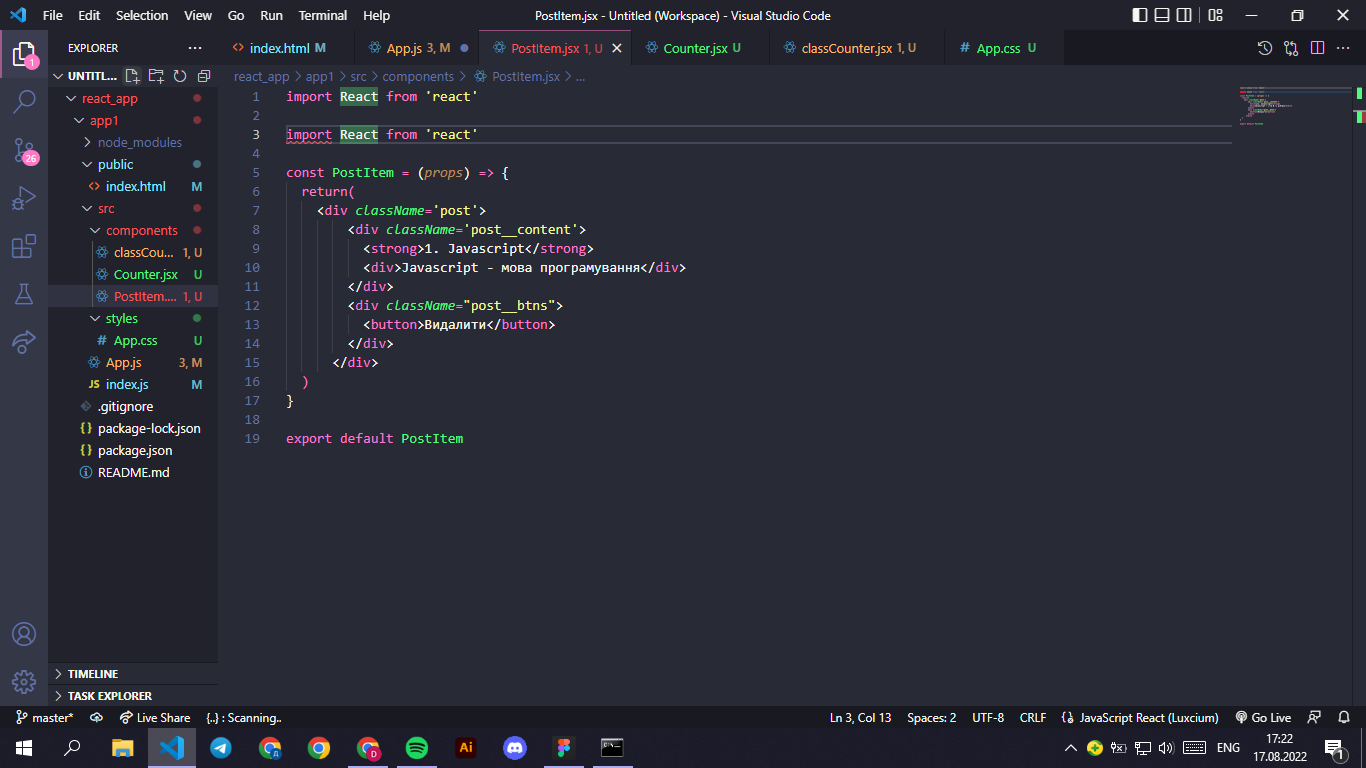 File Edit Selection View Go Run Terminal Help PostItem.jsx - Untitled (Workspace) - Visual Studio Code
EXPLORER
index.html M App.js 3, M PostItem.jsx 1, U Counter.jsx U classCounter.jsx 1, U App.css U
1
UNTITL...
react_app > app1 > src > components > PostItem.jsx > ...
react_app
app1
node_modules
public
index.html M
src
components
classCou... 1, U
Counter.jsx U
PostItem.... 1, U
styles
App.css U
App.js 3, M
JS index.js M
.gitignore
package-lock.json
package.json
README.md
26
1 import React from 'react'
2
3 import React from 'react'
4
5 const PostItem = (props) => {
6 return(
7 <div className='post'>
8 <div className='post__content'>
9 <strong>1. Javascript</strong>
10 <div>Javascript - мова програмування</div>
11 </div>
12 <div className="post__btns">
13 <button>Видалити</button>
14 </div>
15 </div>
16 )
17 }
18
19 export default PostItem
TIMELINE
TASK EXPLORER
master* Live Share {..} : Scanning.. Ln 3, Col 13 Spaces: 2 UTF-8 CRLF JavaScript React (Luxcium) Go Live
Ai ENG 17:22
17.08.2022 1